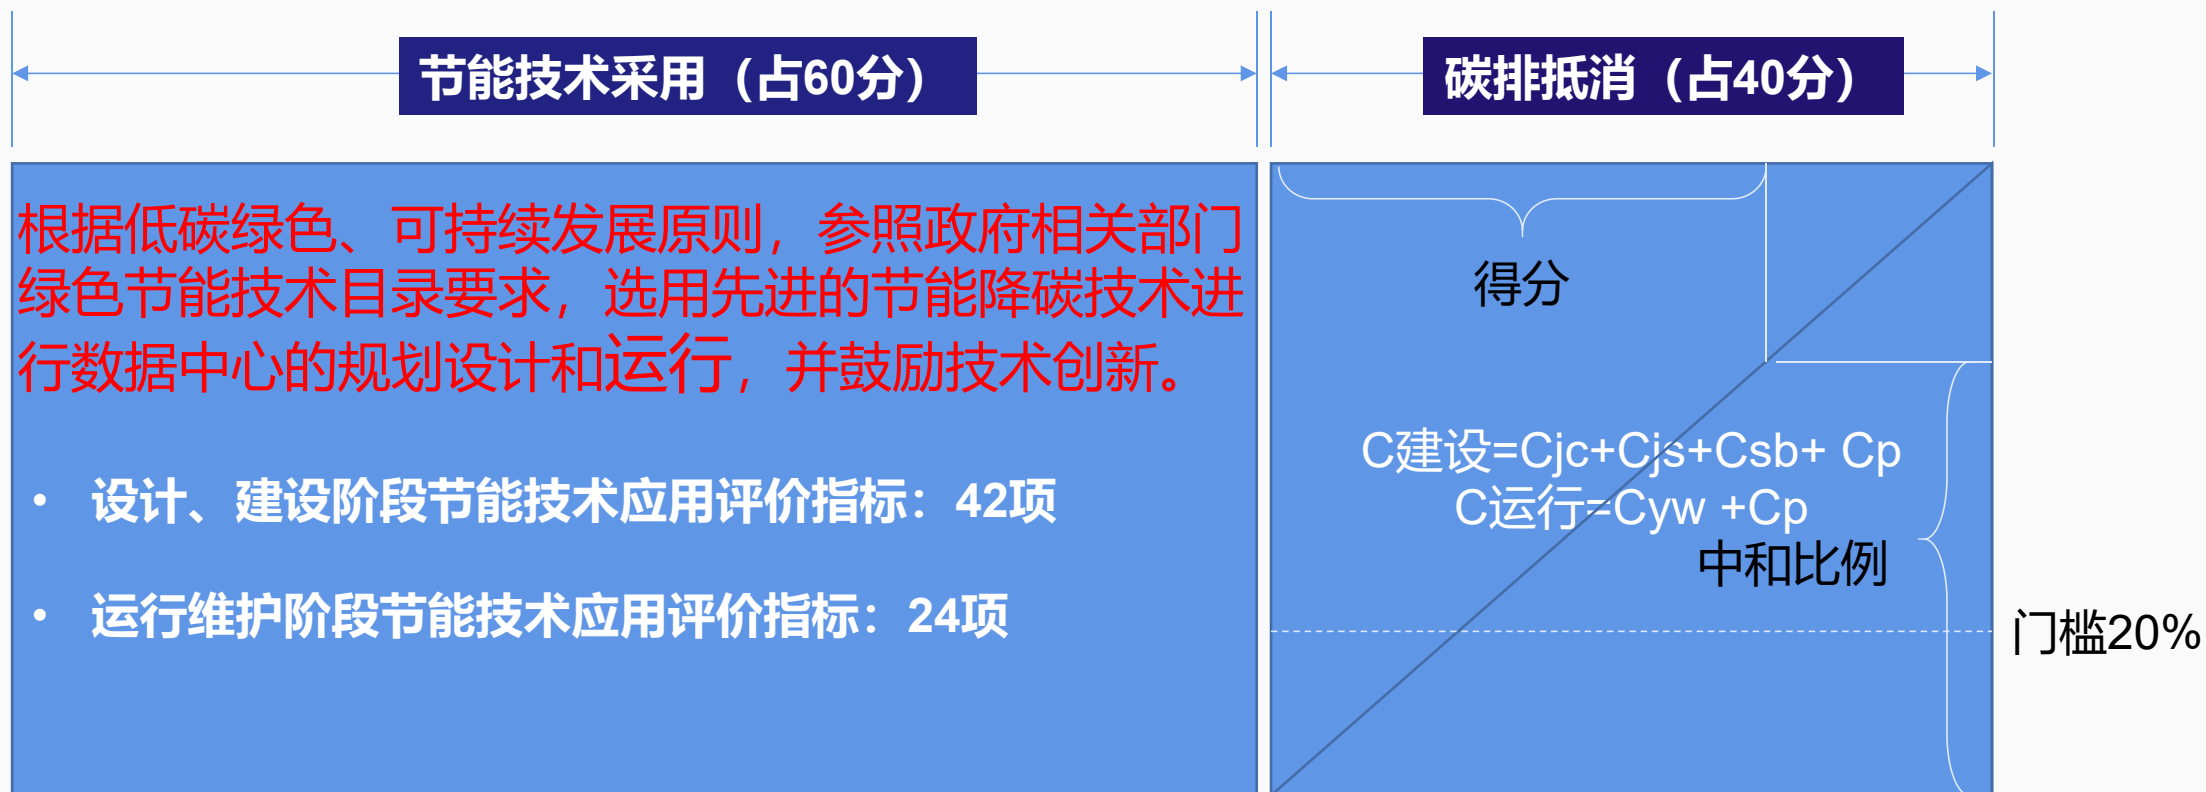 节能技术采用（占60分）
碳排抵消（占40分）
根据低碳绿色、可持续发展原则，参照政府相关部门
绿色节能技术目录要求，选用先进的节能降碳技术进
行数据中心的规划设计和运行，并鼓励技术创新。
• 设计、建设阶段节能技术应用评价指标：42项
• 运行维护阶段节能技术应用评价指标：24项
得分
C建设=Cjc+Cjs+Csb+ Cp
C运行=Cyw +Cp
中和比例
门槛20%